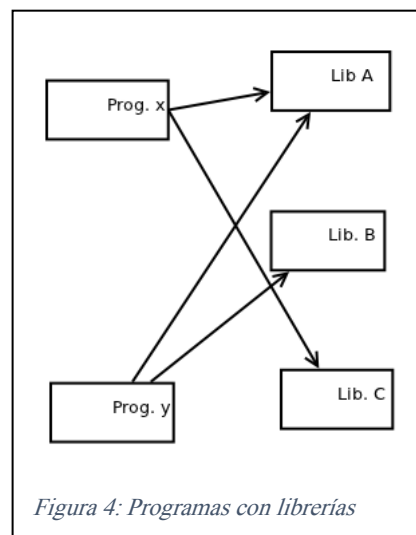 Lib A
Prog. x
Lib. B
Lib. C
Prog. y
Figura 4: Programas con librerías